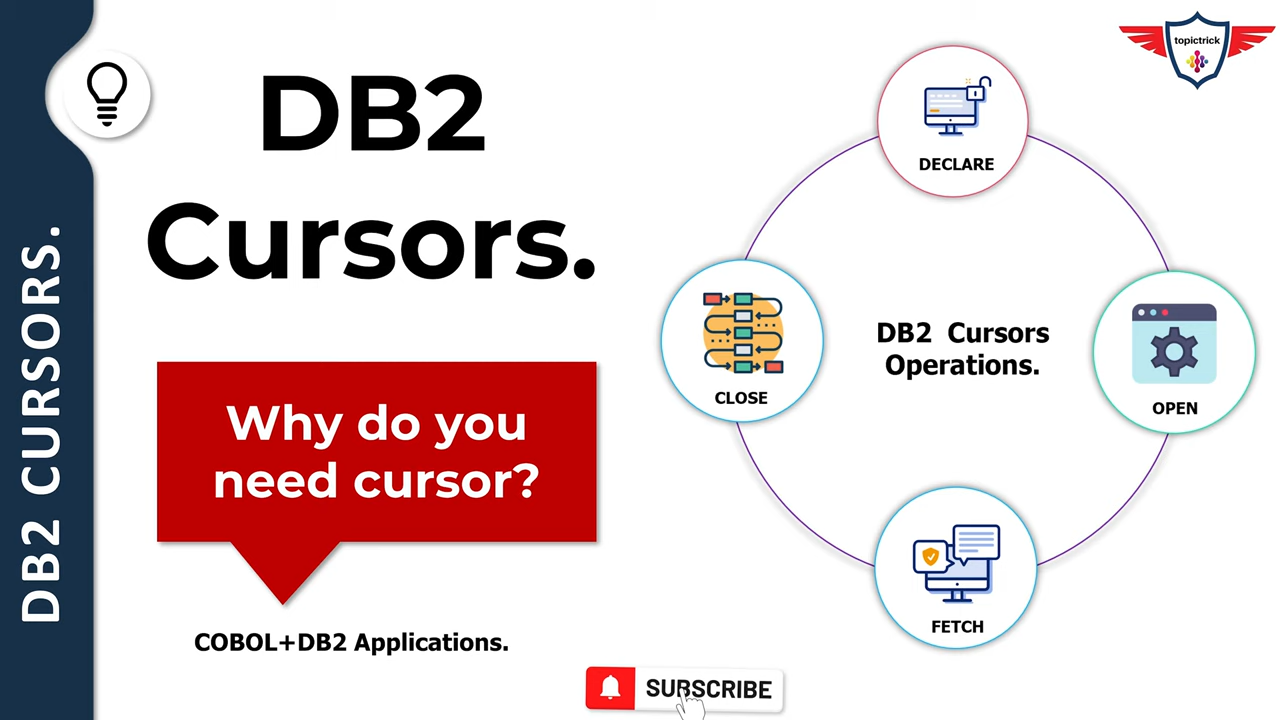 DB2 CURSORS.
DB2
Cursors.
Why do you
need cursor?
COBOL+DB2 Applications.
topictrick
DECLARE
OPEN
FETCH
CLOSE
DB2 Cursors
Operations.
SUBSCRIBE